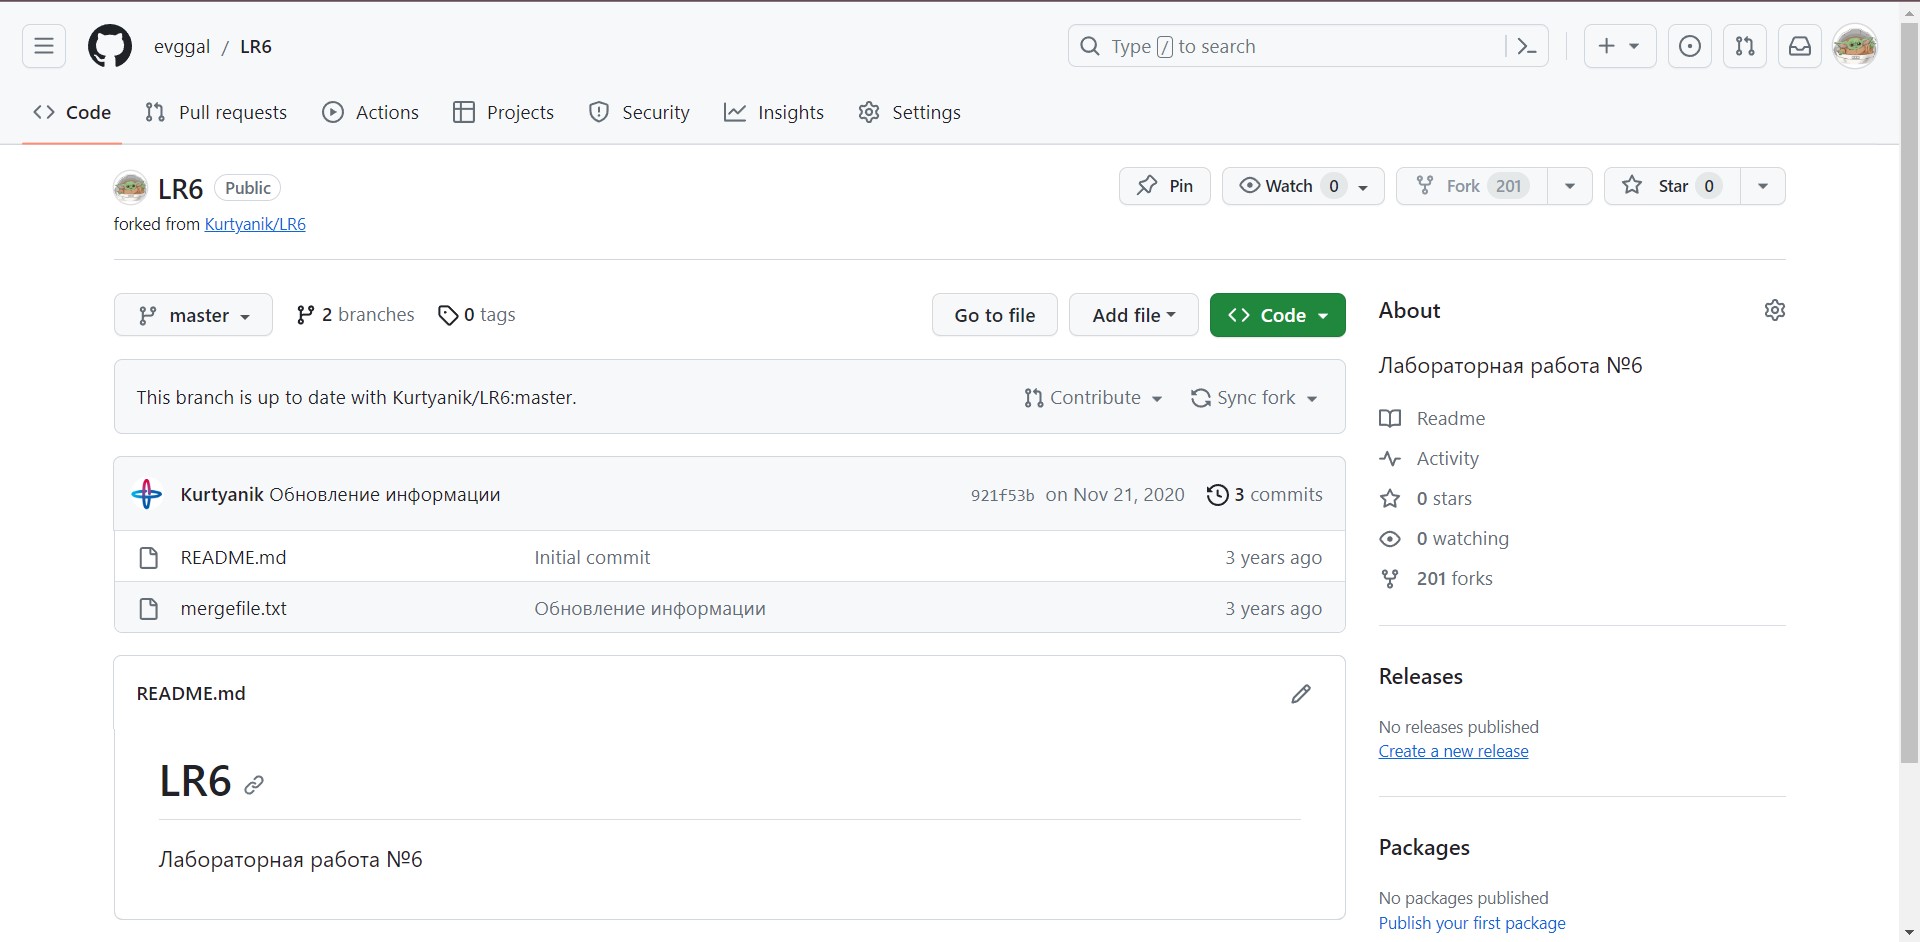 evggal / LR6
Type / to search
Code Pull requests Actions Projects Security Insights Settings
LR6 Public
Pin Watch 0 Fork 201 Star 0
forked from Kurtyanik/LR6
master 2 branches 0 tags
Go to file Add file Code
This branch is up to date with Kurtyanik/LR6:master.
Contribute Sync fork
Kurtyanik Обновление информации 921f53b on Nov 21, 2020 3 commits
README.md Initial commit 3 years ago
mergefile.txt Обновление информации 3 years ago
README.md
LR6
Лабораторная работа №6
About
Лабораторная работа №6
Readme
Activity
0 stars
0 watching
201 forks
Releases
No releases published
Create a new release
Packages
No packages published
Publish your first package